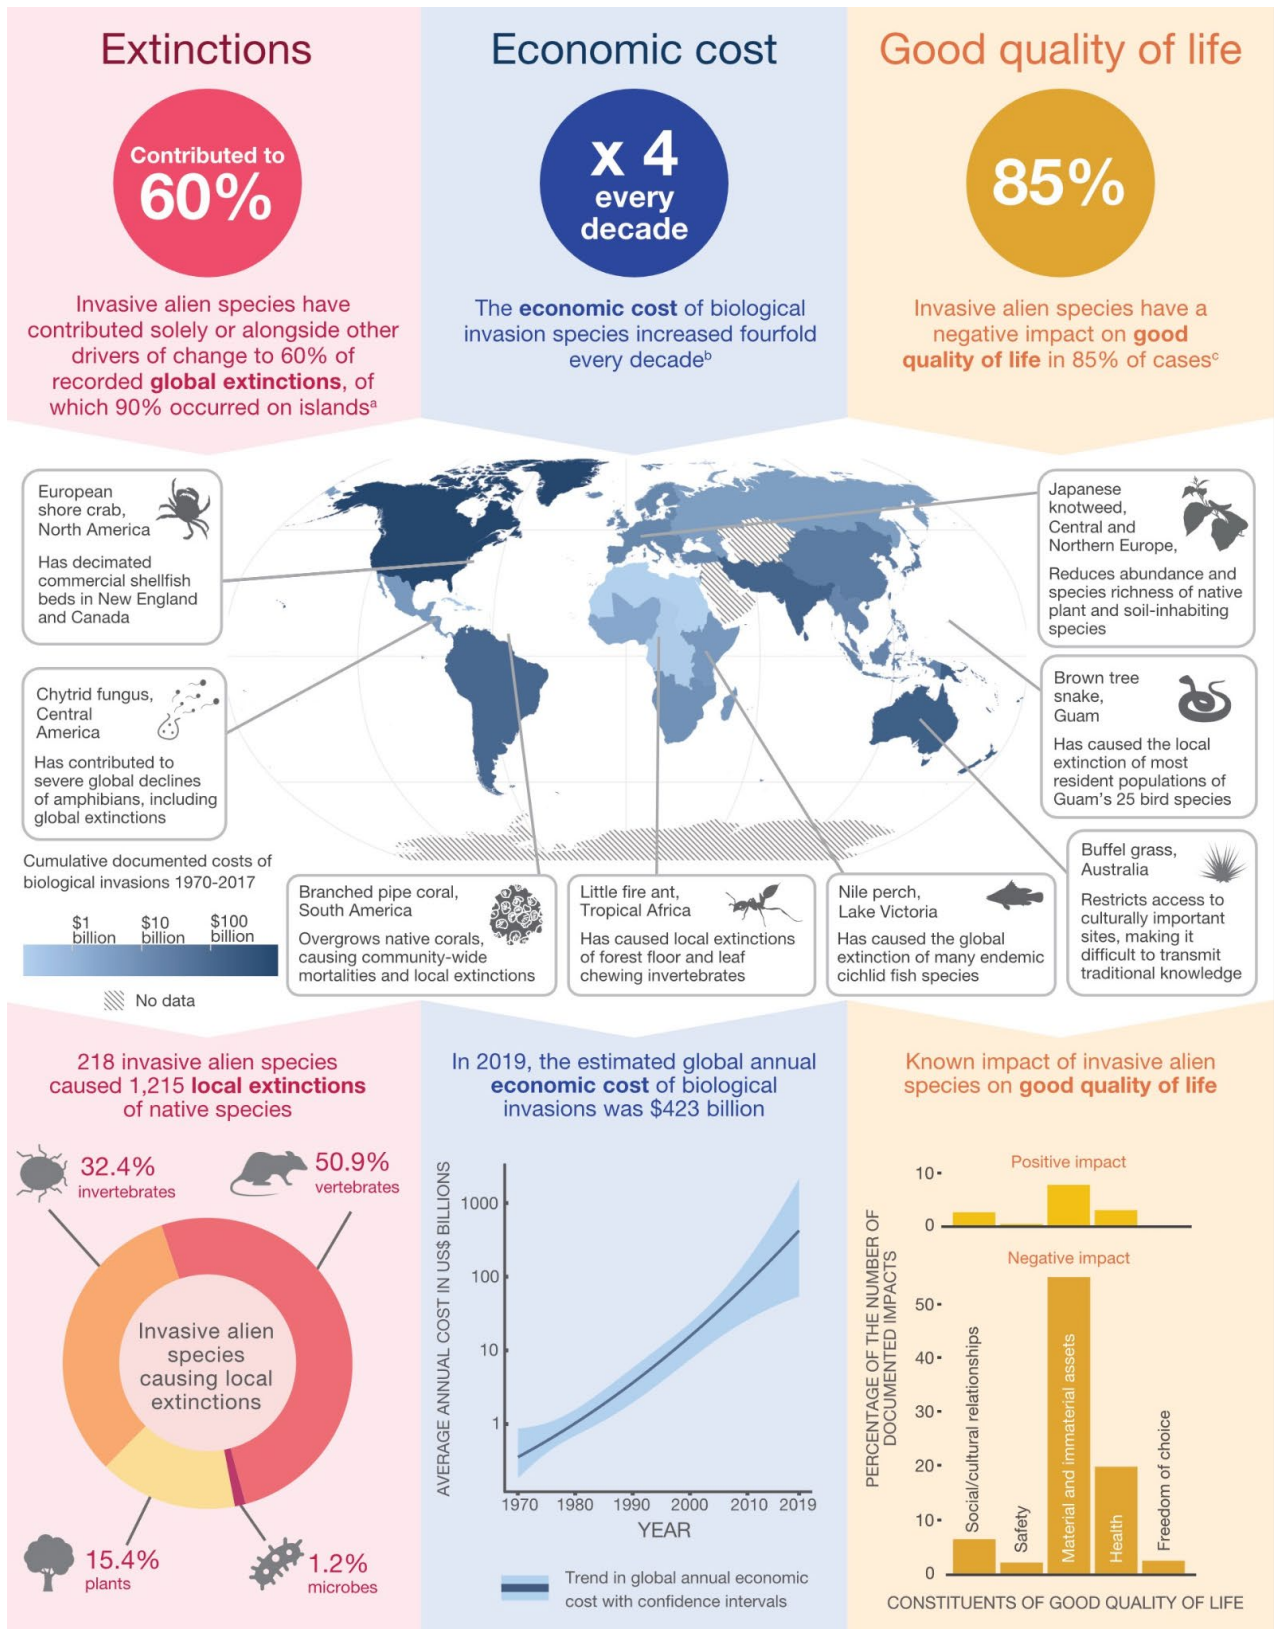 Extinctions
Contributed to
60%
Invasive alien species have
contributed solely or alongside other
drivers of change to 60% of
recorded global extinctions, of
which 90% occurred on islandsᵃ
Economic cost
x 4
every
decade
The economic cost of biological
invasion species increased fourfold
every decadeᵇ
Good quality of life
85%
Invasive alien species have a
negative impact on good
quality of life in 85% of casesᶜ
European
shore crab,
North America
Has decimated
commercial shellfish
beds in New England
and Canada
Chytrid fungus,
Central
America
Has contributed to
severe global declines
of amphibians, including
global extinctions
Japanese
knotweed,
Central and
Northern Europe,
Reduces abundance and
species richness of native
plant and soil-inhabiting
species
Brown tree
snake,
Guam
Has caused the local
extinction of most
resident populations of
Guam's 25 bird species
Buffel grass,
Australia
Restricts access to
culturally important
sites, making it
difficult to transmit
traditional knowledge
Cumulative documented costs of
biological invasions 1970-2017
$1
billion
$10
billion
$100
billion
No data
Branched pipe coral,
South America
Overgrows native corals,
causing community-wide
mortalities and local extinctions
Little fire ant,
Tropical Africa
Has caused local extinctions
of forest floor and leaf
chewing invertebrates
Nile perch,
Lake Victoria
Has caused the global
extinction of many endemic
cichlid fish species
218 invasive alien species
caused 1,215 local extinctions
of native species
32.4%
invertebrates
50.9%
vertebrates
Invasive alien
species
causing local
extinctions
15.4%
plants
1.2%
microbes
In 2019, the estimated global annual
economic cost of biological
invasions was $423 billion
AVERAGE ANNUAL COST IN US$ BILLIONS
1000
100
10
1
1970 1980 1990 2000 2010 2019
YEAR
Trend in global annual economic
cost with confidence intervals
Known impact of invasive alien
species on good quality of life
PERCENTAGE OF THE NUMBER OF
DOCUMENTED IMPACTS
Positive impact
10
0
Negative impact
50
40
30
20
10
0
Social/cultural relationships
Safety
Material and immaterial assets
Health
Freedom of choice
CONSTITUENTS OF GOOD QUALITY OF LIFE